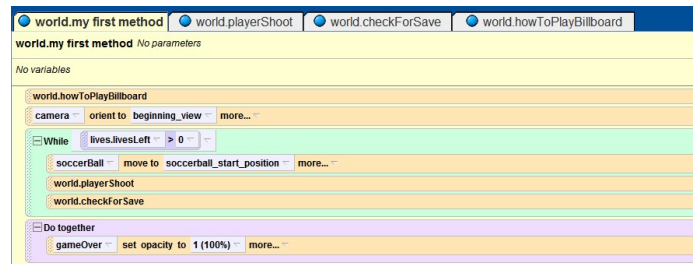 world.my first method world.playerShoot world.checkForSave world.howToPlayBillboard
world.my first method No parameters
No variables
world.howToPlayBillboard
camera orient to beginning_view more...
While lives.livesLeft > 0
soccerBall move to soccerball_start_position more...
world.playerShoot
world.checkForSave
Do together
gameOver set opacity to 1 (100%) more...